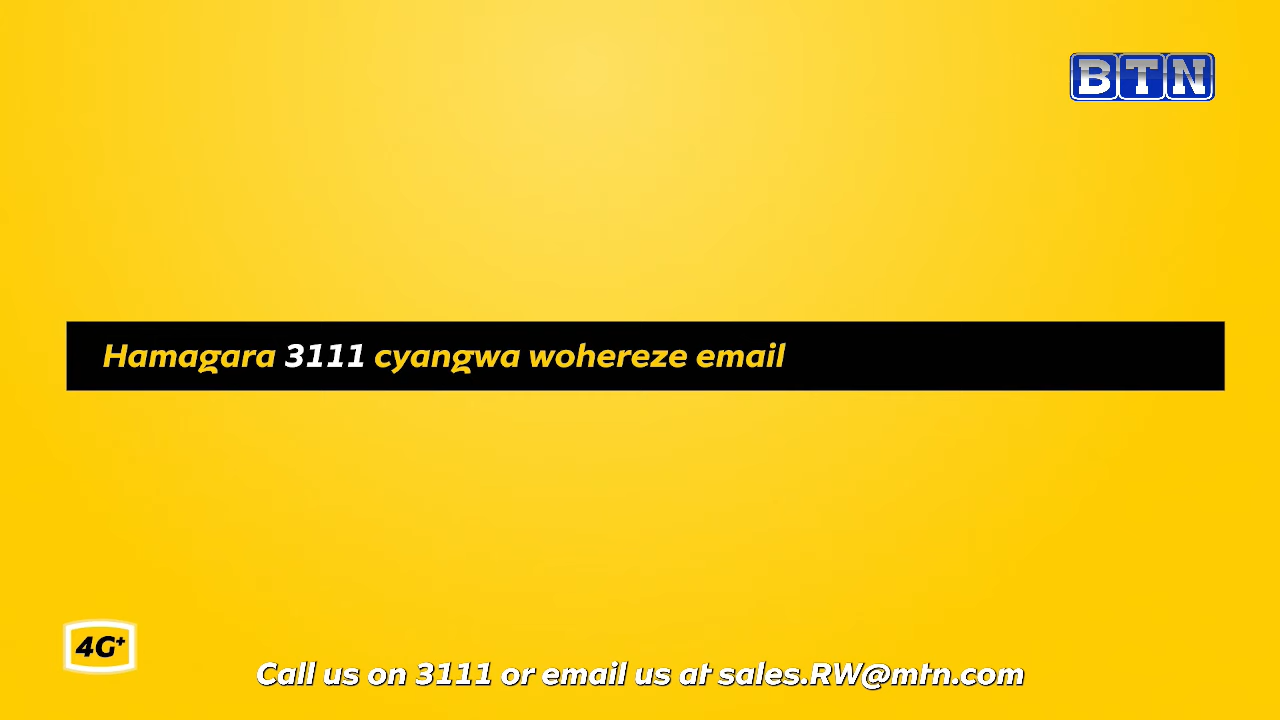 BTN
Hamagara 3111 cyangwa wohereze email
4G+
Call us on 3111 or email us at sales.RW@mtn.com